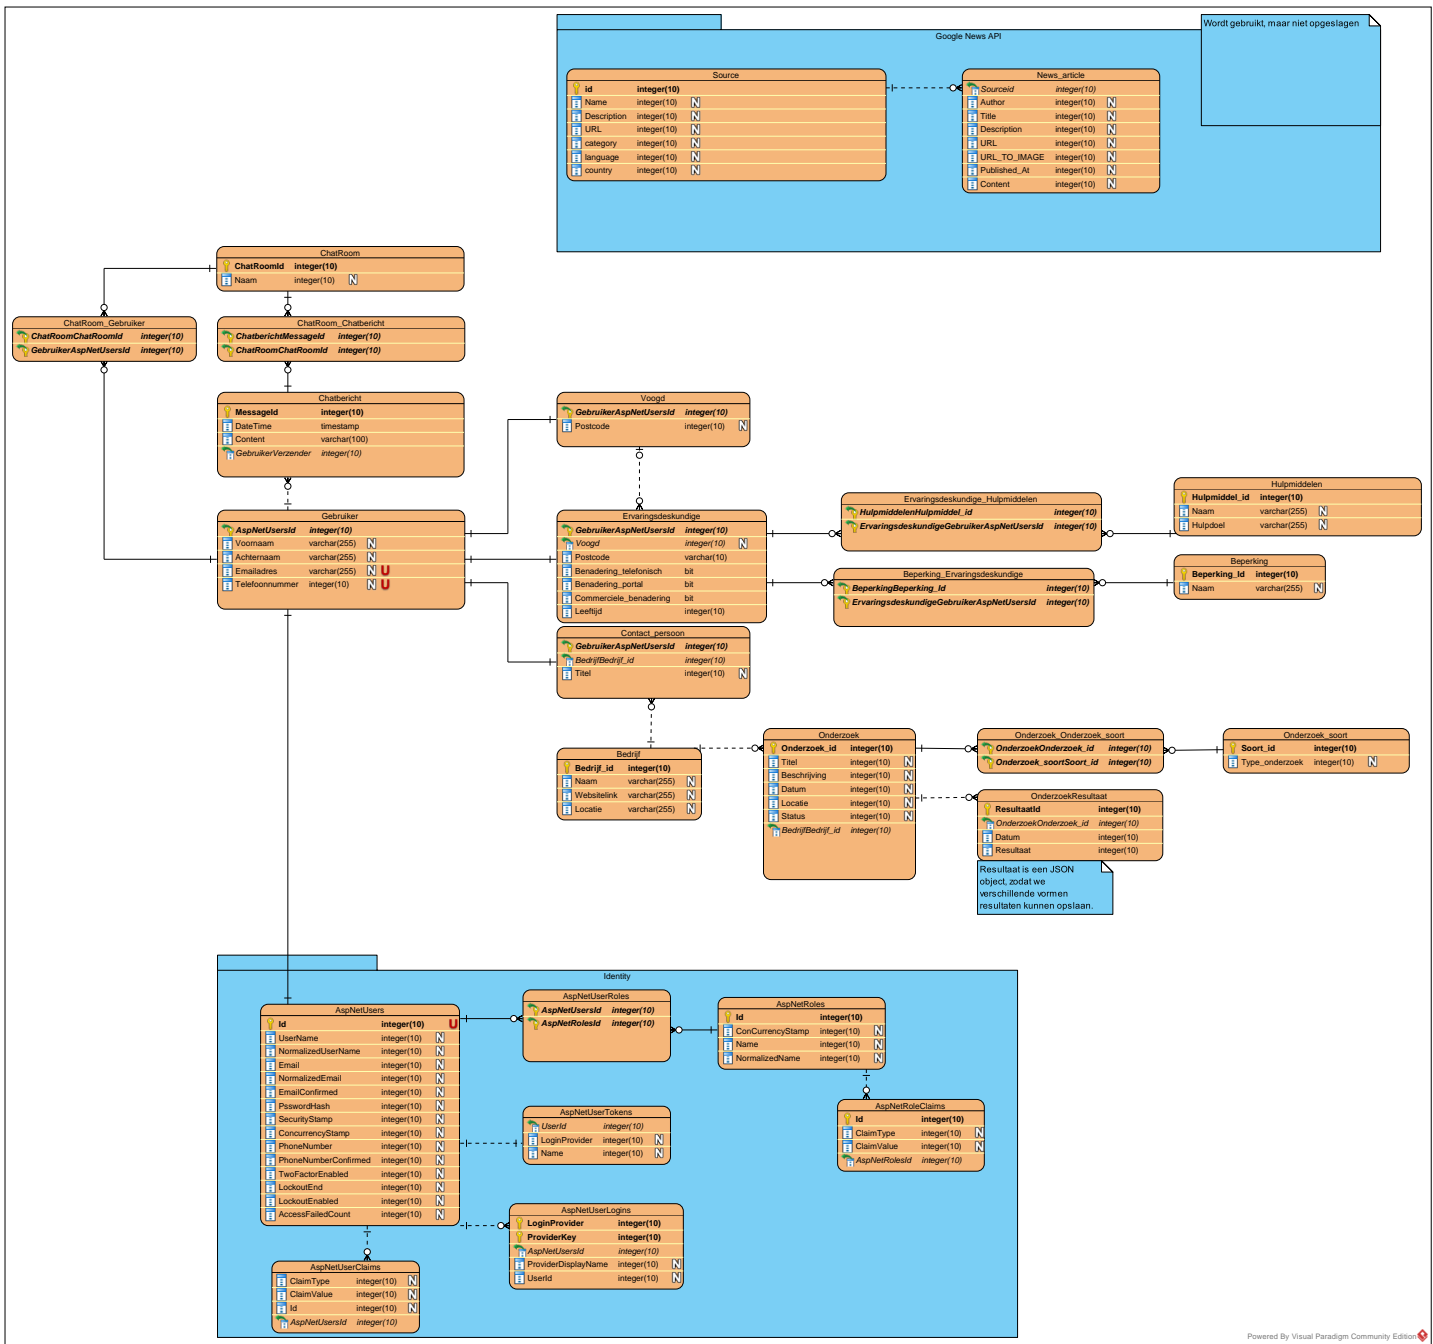 Wordt gebruikt, maar niet opgeslagen
Google News API
Source
id integer(10)
Name integer(10) N
Description integer(10) N
URL integer(10) N
category integer(10) N
language integer(10) N
country integer(10) N
News_article
Sourceid integer(10)
Author integer(10) N
Title integer(10) N
Description integer(10) N
URL integer(10) N
URL_TO_IMAGE integer(10) N
Published_At integer(10) N
Content integer(10) N
ChatRoom
ChatRoomId integer(10)
Naam integer(10) N
ChatRoom_Gebruiker
ChatRoomChatRoomId integer(10)
GebruikerAspNetUsersId integer(10)
ChatRoom_Chatbericht
ChatberichtMessageId integer(10)
ChatRoomChatRoomId integer(10)
Chatbericht
MessageId integer(10)
DateTime timestamp
Content varchar(100)
GebruikerVerzender integer(10)
Voogd
GebruikerAspNetUsersId integer(10)
Postcode integer(10) N
Gebruiker
AspNetUsersId integer(10)
Voornaam varchar(255) N
Achternaam varchar(255) N
Emailadres varchar(255) N U
Telefoonnummer integer(10) N U
Ervaringsdeskundige
GebruikerAspNetUsersId integer(10)
Voogd integer(10) N
Postcode varchar(10)
Benadering_telefonisch bit
Benadering_portal bit
Commerciele_benadering bit
Leeftijd integer(10)
Ervaringsdeskundige_Hulpmiddelen
HulpmiddelenHulpmiddel_id integer(10)
ErvaringsdeskundigeGebruikerAspNetUsersId integer(10)
Hulpmiddelen
Hulpmiddel_id integer(10)
Naam varchar(255) N
Hulpdoel varchar(255) N
Beperking_Ervaringsdeskundige
BeperkingBeperking_Id integer(10)
ErvaringsdeskundigeGebruikerAspNetUsersId integer(10)
Beperking
Beperking_Id integer(10)
Naam varchar(255) N
Contact_persoon
GebruikerAspNetUsersId integer(10)
BedrijfBedrijf_id integer(10)
Titel integer(10) N
Bedrijf
Bedrijf_id integer(10)
Naam varchar(255) N
Websitelink varchar(255) N
Locatie varchar(255) N
Onderzoek
Onderzoek_id integer(10)
Titel integer(10) N
Beschrijving integer(10) N
Datum integer(10) N
Locatie integer(10) N
Status integer(10) N
BedrijfBedrijf_id integer(10)
Onderzoek_Onderzoek_soort
OnderzoekOnderzoek_id integer(10)
Onderzoek_soortSoort_id integer(10)
Onderzoek_soort
Soort_id integer(10)
Type_onderzoek integer(10) N
OnderzoekResultaat
ResultaatId integer(10)
OnderzoekOnderzoek_id integer(10)
Datum integer(10)
Resultaat integer(10)
Resultaat is een JSON
object, zodat we
verschillende vormen
resultaten kunnen opslaan.
Identity
AspNetUsers
Id integer(10) U
UserName integer(10) N
NormalizedUserName integer(10) N
Email integer(10) N
NormalizedEmail integer(10) N
EmailConfirmed integer(10) N
PsswordHash integer(10) N
SecurityStamp integer(10) N
ConcurrencyStamp integer(10) N
PhoneNumber integer(10) N
PhoneNumberConfirmed integer(10) N
TwoFactorEnabled integer(10) N
LockoutEnd integer(10) N
LockoutEnabled integer(10) N
AccessFailedCount integer(10) N
AspNetUserRoles
AspNetUsersId integer(10)
AspNetRolesId integer(10)
AspNetRoles
Id integer(10)
ConCurrencyStamp integer(10) N
Name integer(10) N
NormalizedName integer(10) N
AspNetRoleClaims
Id integer(10)
ClaimType integer(10) N
ClaimValue integer(10) N
AspNetRolesId integer(10)
AspNetUserTokens
UserId integer(10)
LoginProvider integer(10) N
Name integer(10) N
AspNetUserLogins
LoginProvider integer(10)
ProviderKey integer(10)
AspNetUsersId integer(10)
ProviderDisplayName integer(10) N
UserId integer(10) N
AspNetUserClaims
ClaimType integer(10) N
ClaimValue integer(10) N
Id integer(10) N
AspNetUsersId integer(10)
Powered By Visual Paradigm Community Edition